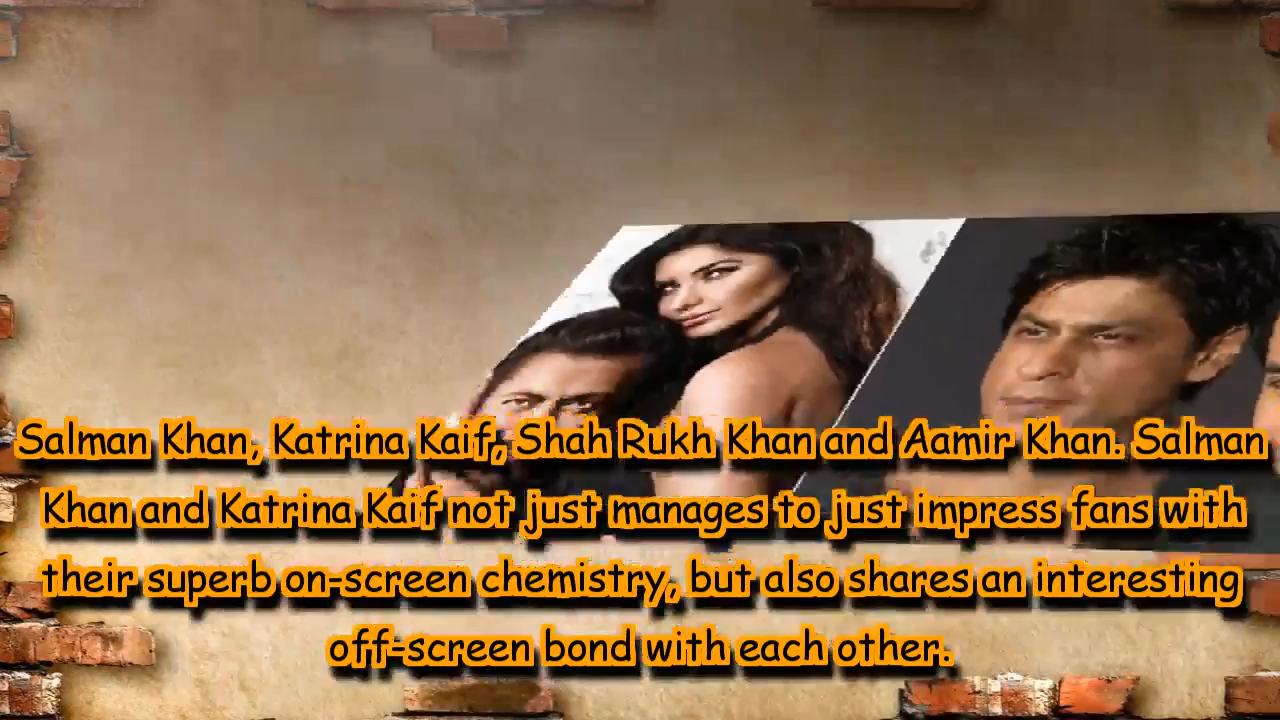 Salman Khan, Katrina Kaif, Shah Rukh Khan and Aamir Khan. Salman
Khan and Katrina Kaif not just manages to just impress fans with
their superb on-screen chemistry, but also shares an interesting
off-screen bond with each other.